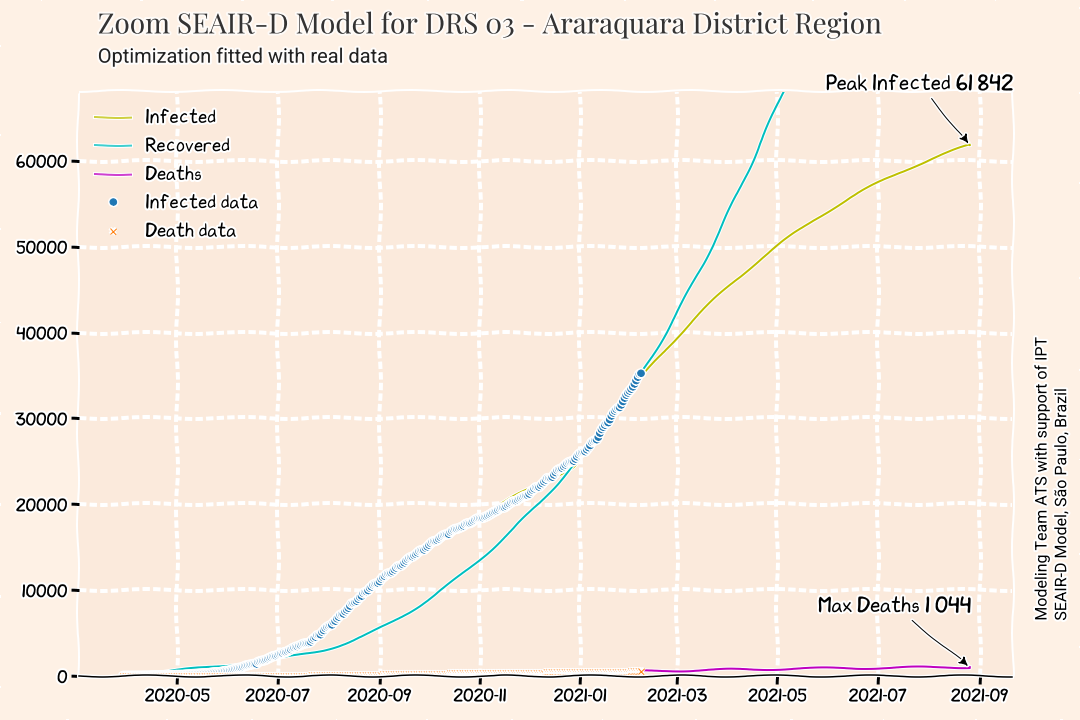 Zoom SEAIR-D Model for DRS 03 - Araraquara District Region
Optimization fitted with real data
Peak Infected 61 842
Infected
Recovered
Deaths
Infected data
Death data
60000
50000
40000
30000
20000
10000
0
Max Deaths 1 044
2020-05
2020-07
2020-09
2020-11
2021-01
2021-03
2021-05
2021-07
2021-09
Modeling Team ATS with support of IPT
SEAIR-D Model, São Paulo, Brazil